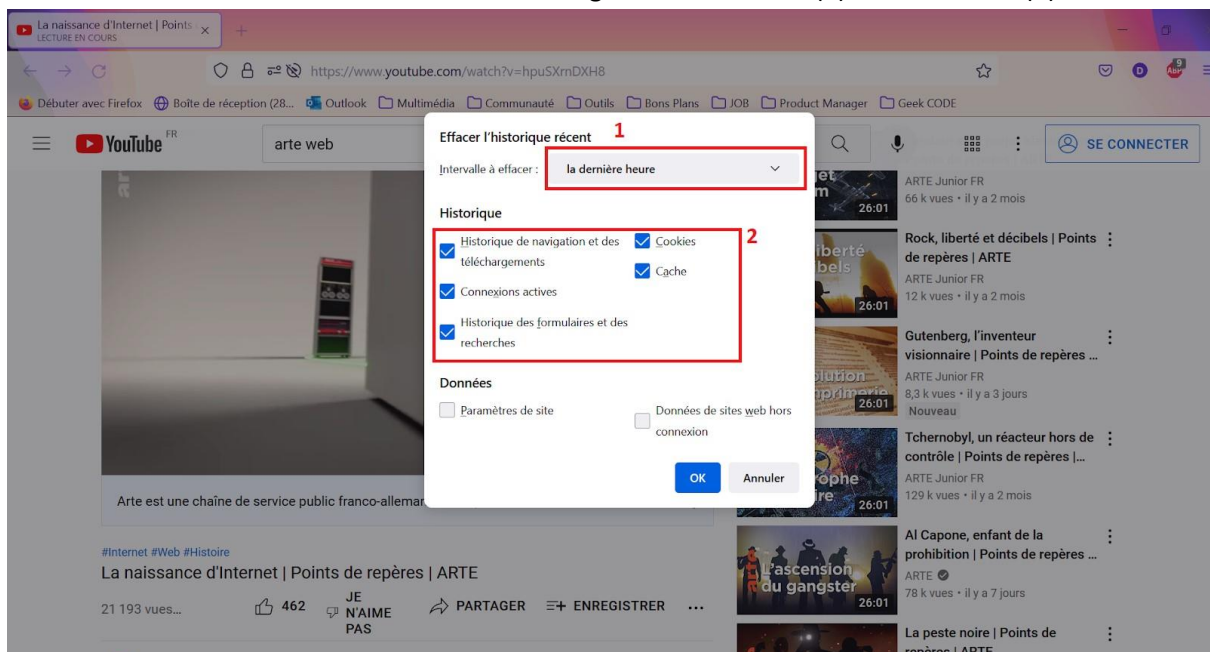 La naissance d'Internet | Points
LECTURE EN COURS
https://www.youtube.com/watch?v=hpuSXrnDXH8
Débuter avec Firefox Boîte de réception (28... Outlook Multimédia Communauté Outils Bons Plans JOB Product Manager Geek CODE
YouTube FR
arte web
SE CONNECTER
Effacer l'historique récent 1
Intervalle à effacer : la dernière heure
Historique
2
Historique de navigation et des
téléchargements
Cookies
Cache
Connexions actives
Historique des formulaires et des
recherches
Données
Paramètres de site
Données de sites web hors
connexion
OK Annuler
Arte est une chaîne de service public
#Internet #Web #Histoire
La naissance d'Internet | Points de repères | ARTE
21 193 vues...
462
JE
N'AIME
PAS
PARTAGER
ENREGISTRER
...
26:01
ARTE Junior FR
66 k vues • il y a 2 mois
26:01
Rock, liberté et décibels | Points
de repères | ARTE
ARTE Junior FR
12 k vues • il y a 2 mois
26:01
Gutenberg, l'inventeur
visionnaire | Points de repères ...
ARTE Junior FR
8,3 k vues • il y a 3 jours
Nouveau
26:01
Tchernobyl, un réacteur hors de
contrôle | Points de repères |...
ARTE Junior FR
129 k vues • il y a 2 mois
L'ascension
du gangster
26:01
Al Capone, enfant de la
prohibition | Points de repères ...
ARTE
78 k vues • il y a 7 jours
La peste noire | Points de
repères | ARTE